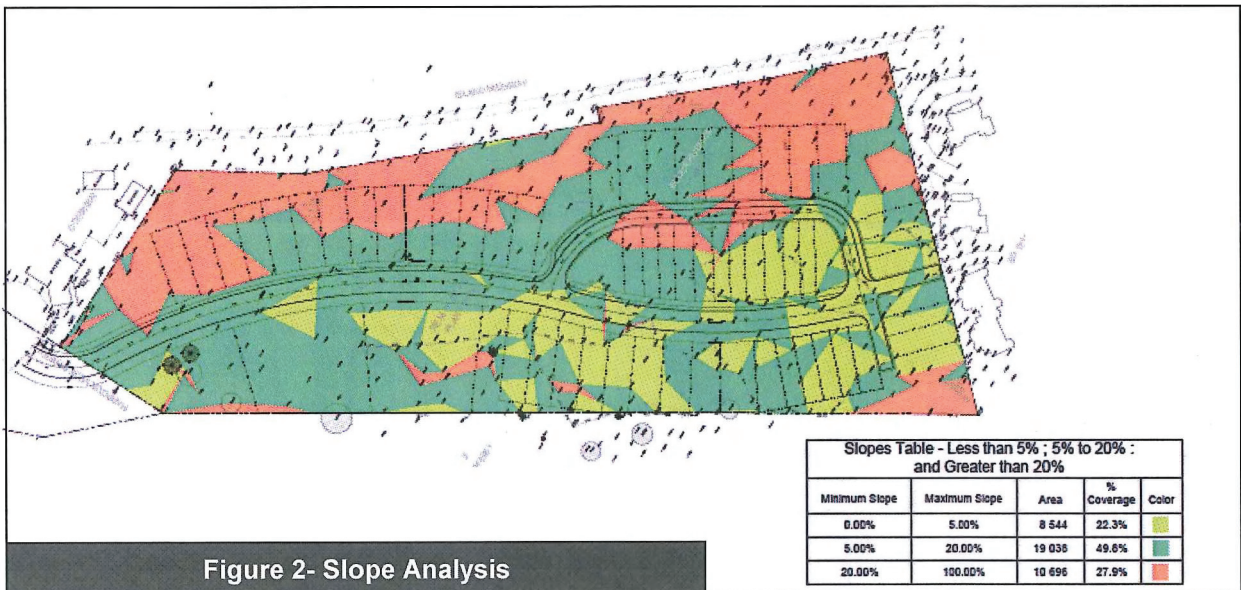 Slopes Table - Less than 5% ; 5% to 20% :
and Greater than 20%
Minimum Slope Maximum Slope Area % Coverage Color
0.00% 5.00% 8 544 22.3%
5.00% 20.00% 19 036 49.8%
20.00% 100.00% 10 696 27.9%
Figure 2- Slope Analysis